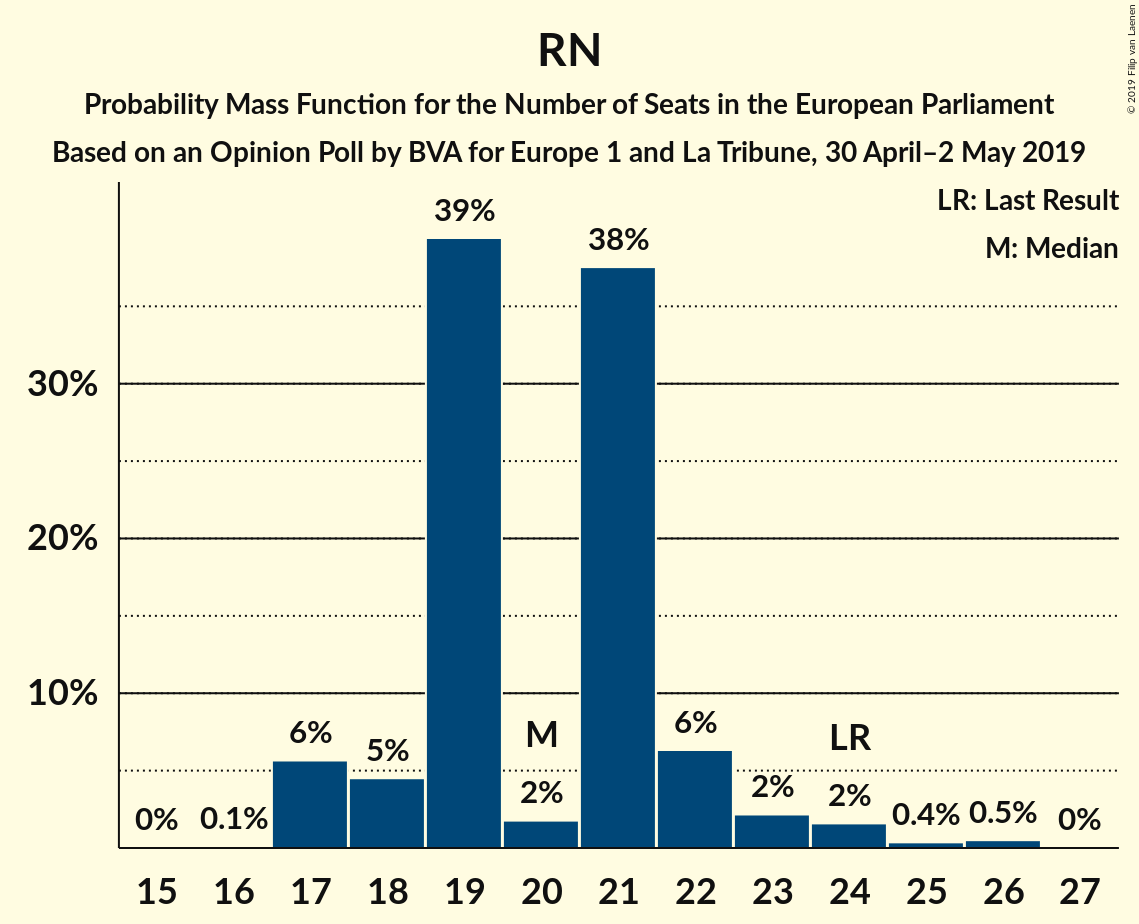 RN
Probability Mass Function for the Number of Seats in the European Parliament
Based on an Opinion Poll by BVA for Europe 1 and La Tribune, 30 April–2 May 2019
© 2019 Filip van Laenen
LR: Last Result
M: Median
39%
38%
30%
20%
10%
6%
5%
M
6%
LR
0%
0.1%
2%
2%
2%
0.4%
0.5%
0%
15 16 17 18 19 20 21 22 23 24 25 26 27